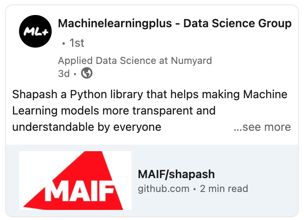 ML+
Machinelearningplus - Data Science Group
• 1st
Applied Data Science at Numyard
3d •
Shapash a Python library that helps making Machine
Learning models more transparent and
understandable by everyone ...see more
MAIF
MAIF/shapash
github.com • 2 min read